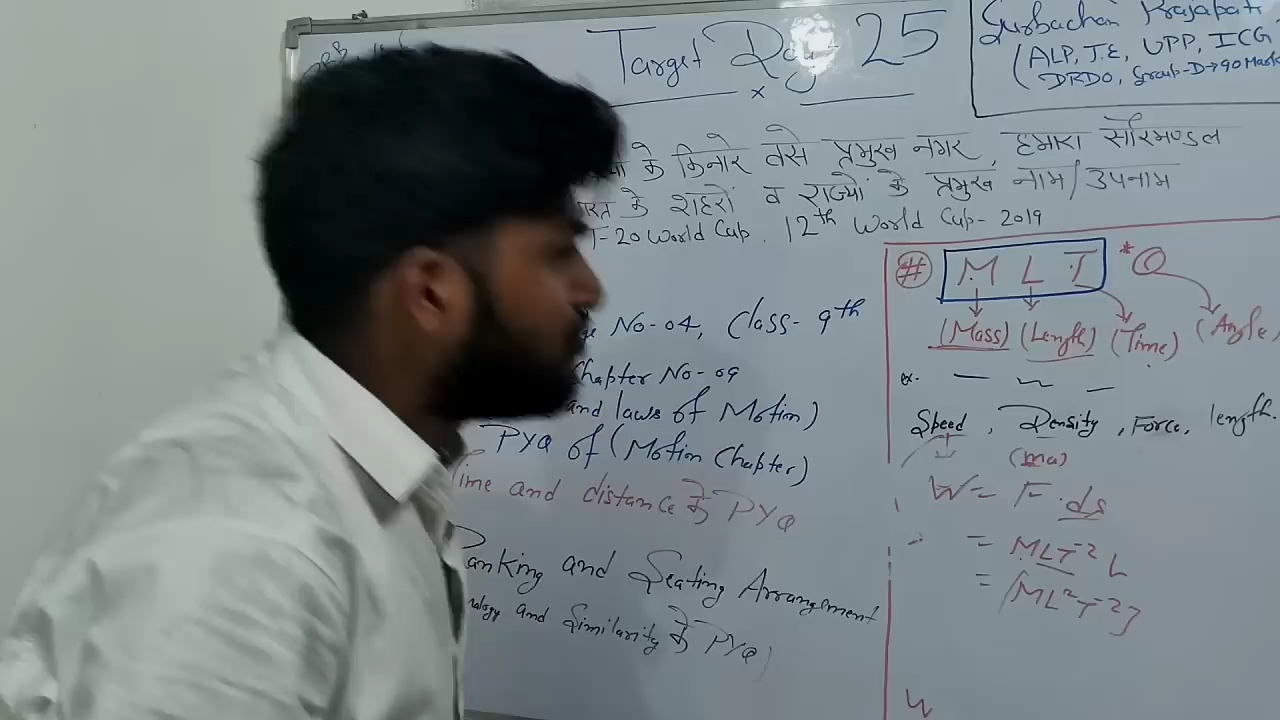 Target Day 25
Gurbachan Prajapati
(ALP, J.E, UPP, ICG
DRDO, Group-D→90 Mark
के किनारे बसे प्रमुख नगर, हमारा सौरमण्डल
के शहरों व राज्यों के प्रमुख नाम/उपनाम
T-20 World Cup. 12th World Cup- 2019
No-04, Class- 9th
Chapter No-09
and laws of Motion)
PYQ of (Motion Chapter)
Time and distance के PYQ
Ranking and Seating Arrangement
and Similarity के PYQ)
# M L T *Q
(Mass) (Length) (Time) (Angle,
ex.
Speed, Density, Force, length.
(ma)
W = F.ds
= MLT-2 L
= [ML2T-2]
W